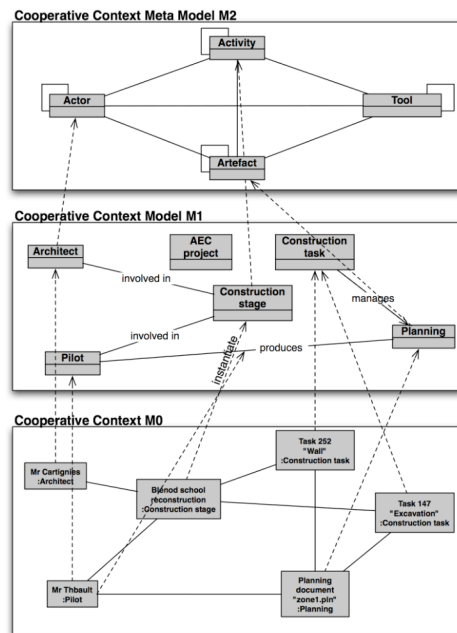 Cooperative Context Meta Model M2
Activity
Actor
Tool
Artefact
Cooperative Context Model M1
Architect
AEC
project
Construction
task
involved in
Construction
stage
manages
involved in
Planning
Pilot
produces
instantiate
Cooperative Context M0
Task 252
"Wall"
:Construction task
Mr Cartignies
:Architect
Blenod school
reconstruction
:Construction stage
Task 147
"Excavation"
:Construction task
Mr Thbault
:Pilot
Planning
document
"zone1.pln"
:Planning